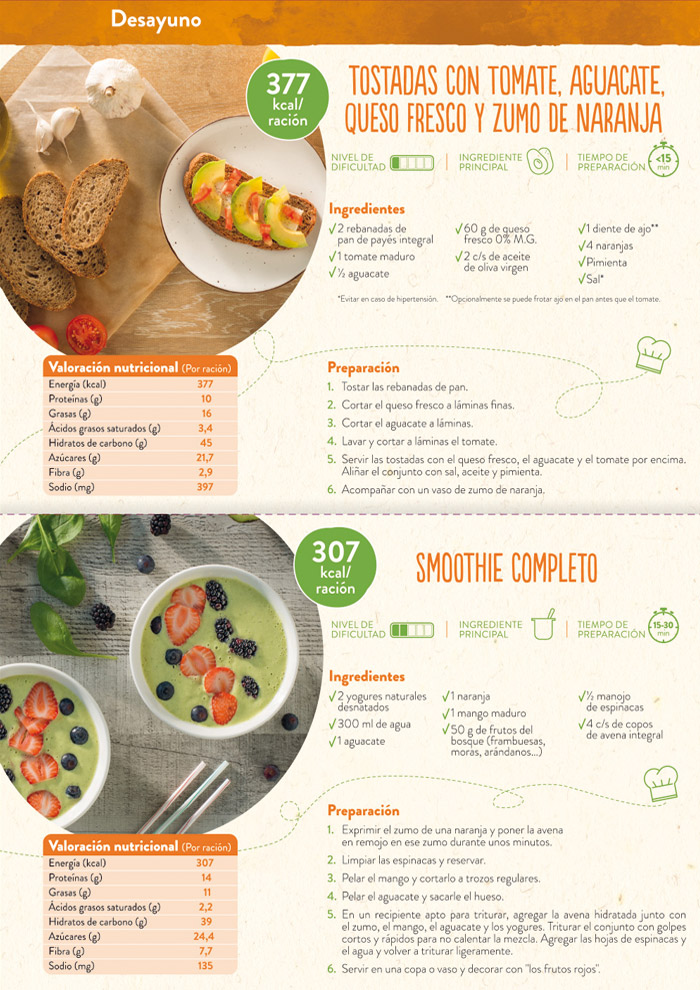 Desayuno
377
kcal/
ración
TOSTADAS CON TOMATE, AGUACATE,
QUESO FRESCO Y ZUMO DE NARANJA
NIVEL DE
DIFICULTAD
INGREDIENTE
PRINCIPAL
TIEMPO DE
PREPARACIÓN
<15
min
Ingredientes
√2 rebanadas de
pan de payés integral
√1 tomate maduro
√½ aguacate
√60 g de queso
fresco 0% M.G.
√2 c/s de aceite
de oliva virgen
√1 diente de ajo**
√4 naranjas
√Pimienta
√Sal*
*Evitar en caso de hipertensión. **Opcionalmente se puede frotar ajo en el pan antes que el tomate.
Valoración nutricional (Por ración)
Energía (kcal) 377
Proteínas (g) 10
Grasas (g) 16
Ácidos grasos saturados (g) 3,4
Hidratos de carbono (g) 45
Azúcares (g) 21,7
Fibra (g) 2,9
Sodio (mg) 397
Preparación
1. Tostar las rebanadas de pan.
2. Cortar el queso fresco a láminas finas.
3. Cortar el aguacate a láminas.
4. Lavar y cortar a láminas el tomate.
5. Servir las tostadas con el queso fresco, el aguacate y el tomate por encima.
Aliñar el conjunto con sal, aceite y pimienta.
6. Acompañar con un vaso de zumo de naranja.
307
kcal/
ración
SMOOTHIE COMPLETO
NIVEL DE
DIFICULTAD
INGREDIENTE
PRINCIPAL
TIEMPO DE
PREPARACIÓN
15-30
min
Ingredientes
√2 yogures naturales
desnatados
√300 ml de agua
√1 aguacate
√1 naranja
√1 mango maduro
√50 g de frutos del
bosque (frambuesas,
moras, arándanos...)
√½ manojo
de espinacas
√4 c/s de copos
de avena integral
Valoración nutricional (Por ración)
Energía (kcal) 307
Proteínas (g) 14
Grasas (g) 11
Ácidos grasos saturados (g) 2,2
Hidratos de carbono (g) 39
Azúcares (g) 24,4
Fibra (g) 7,7
Sodio (mg) 135
Preparación
1. Exprimir el zumo de una naranja y poner la avena
en remojo en ese zumo durante unos minutos.
2. Limpiar las espinacas y reservar.
3. Pelar el mango y cortarlo a trozos regulares.
4. Pelar el aguacate y sacarle el hueso.
5. En un recipiente apto para triturar, agregar la avena hidratada junto con
el zumo, el mango, el aguacate y los yogures. Triturar el conjunto con golpes
cortos y rápidos para no calentar la mezcla. Agregar las hojas de espinacas y
el agua y volver a triturar ligeramente.
6. Servir en una copa o vaso y decorar con "los frutos rojos".